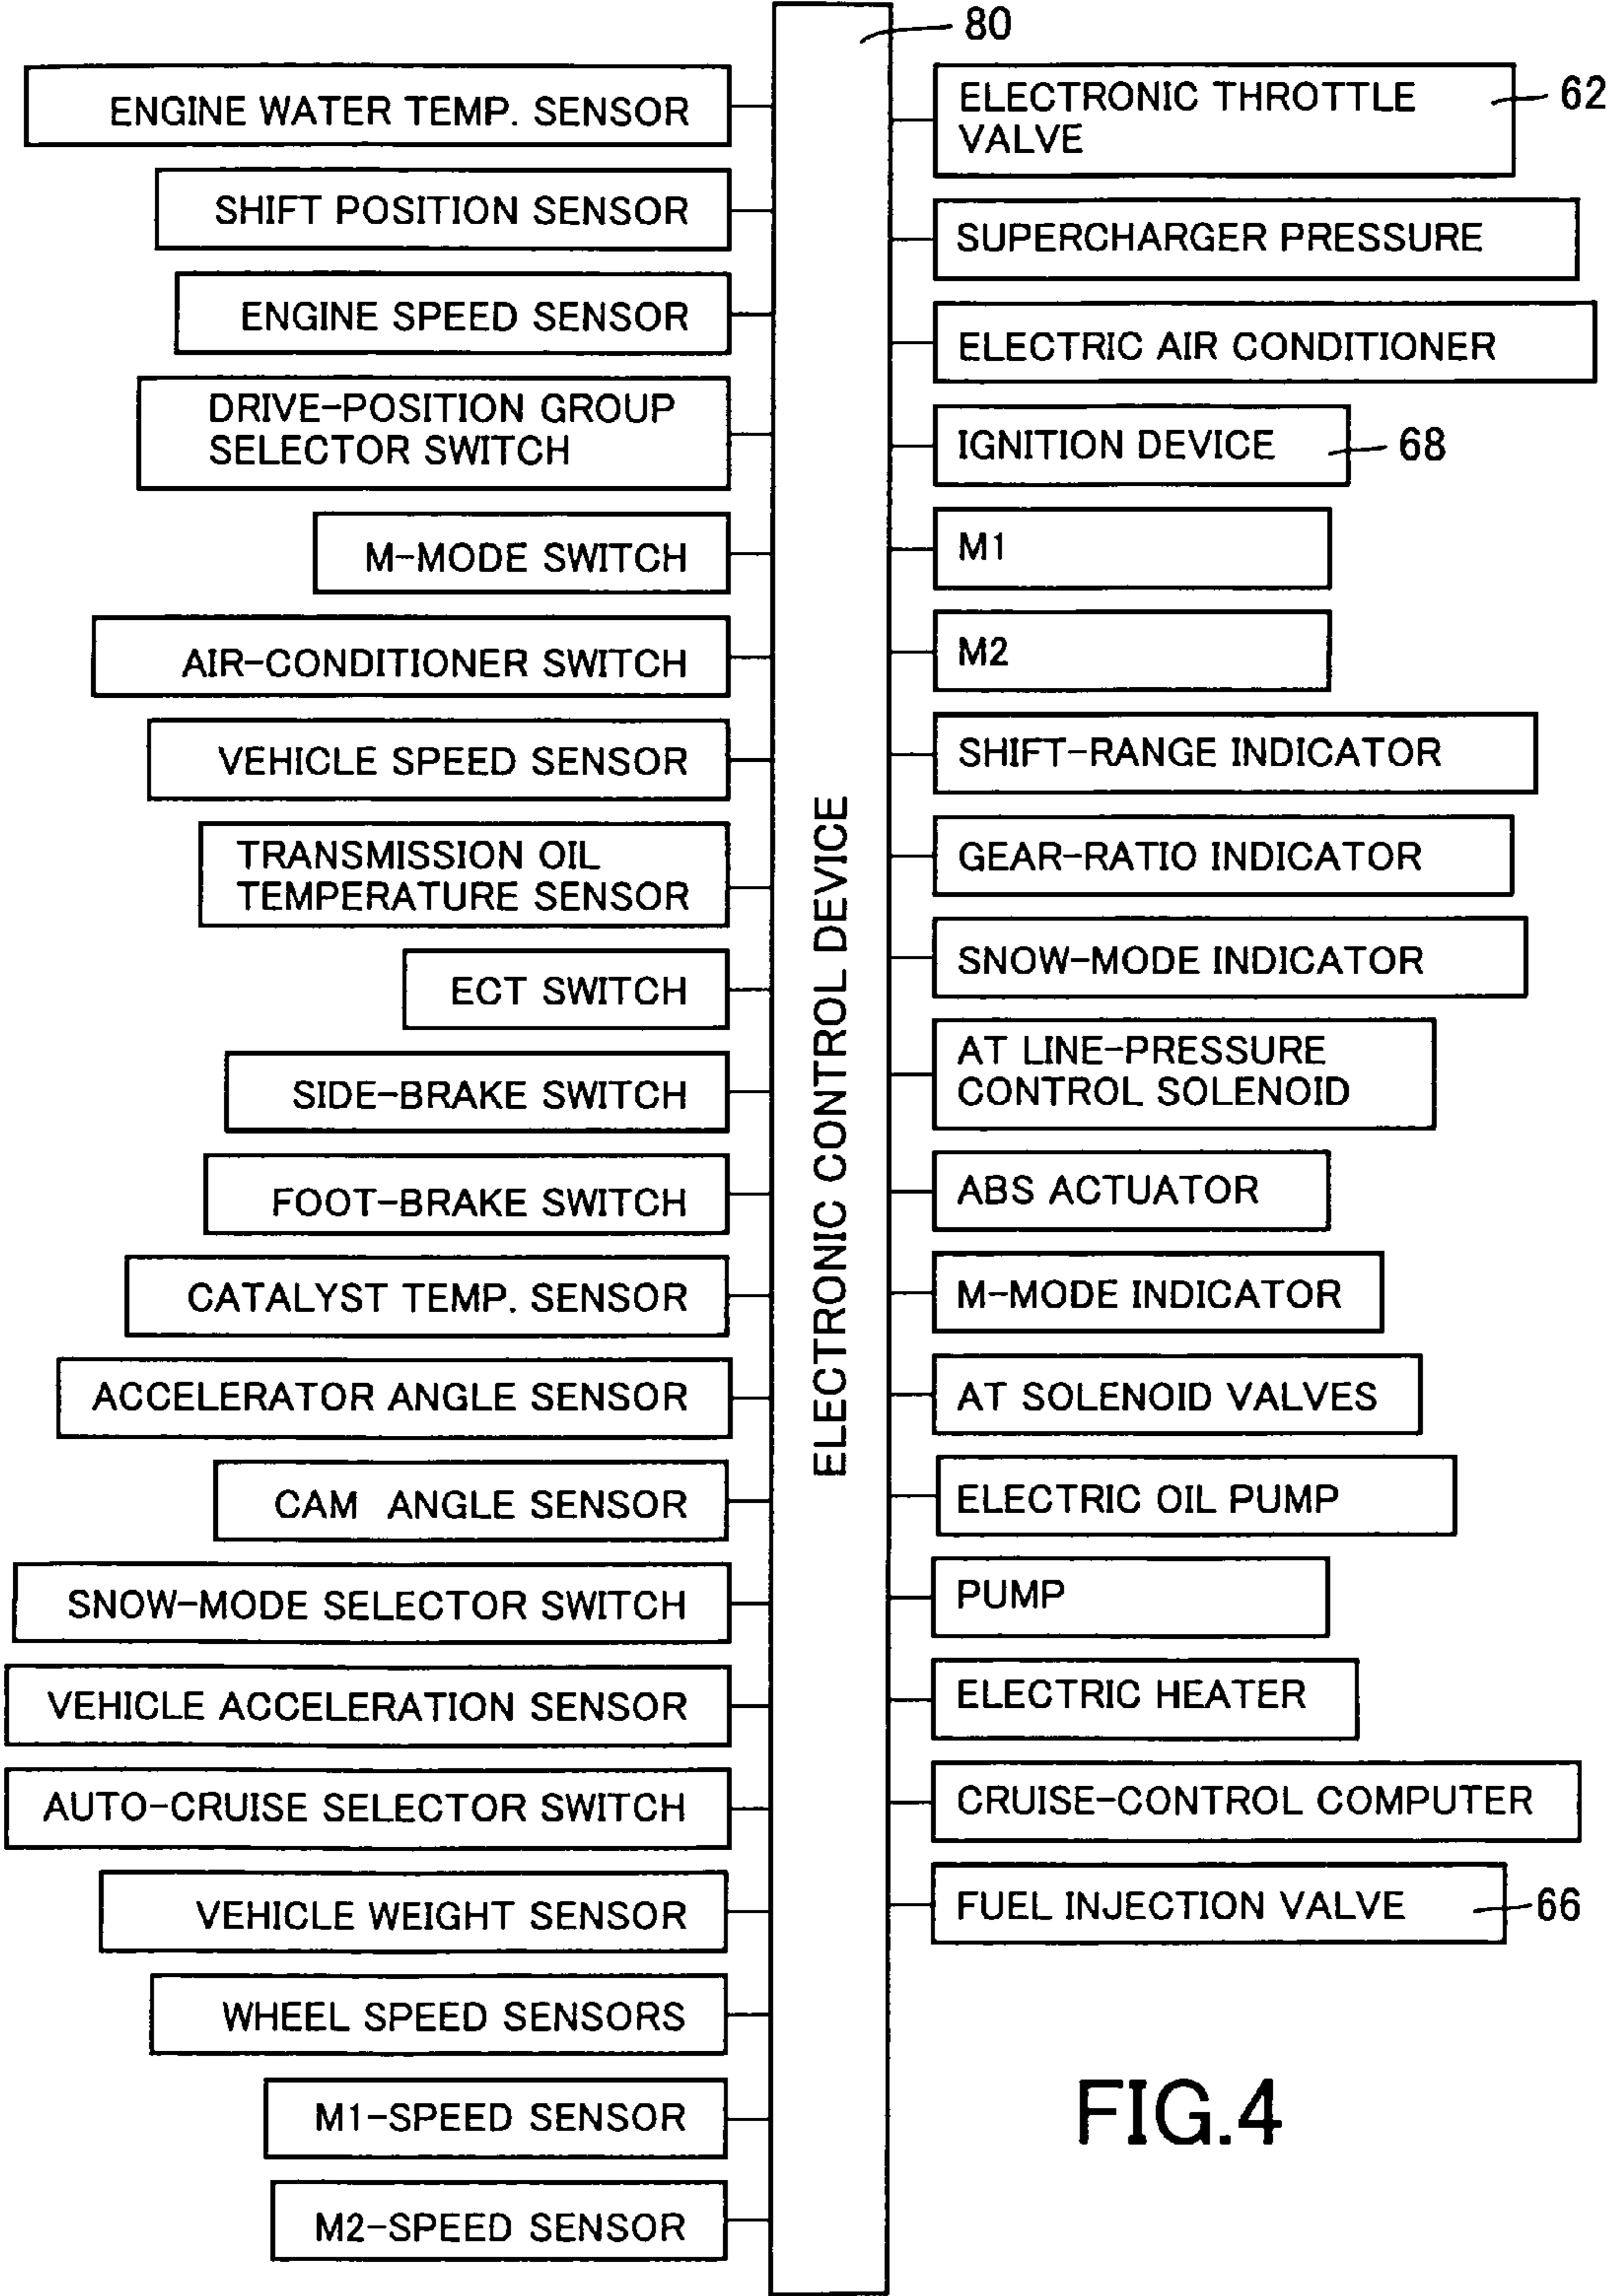 80
ENGINE WATER TEMP. SENSOR
SHIFT POSITION SENSOR
ENGINE SPEED SENSOR
DRIVE-POSITION GROUP
SELECTOR SWITCH
M-MODE SWITCH
AIR-CONDITIONER SWITCH
VEHICLE SPEED SENSOR
TRANSMISSION OIL
TEMPERATURE SENSOR
ECT SWITCH
SIDE-BRAKE SWITCH
FOOT-BRAKE SWITCH
CATALYST TEMP. SENSOR
ACCELERATOR ANGLE SENSOR
CAM ANGLE SENSOR
SNOW-MODE SELECTOR SWITCH
VEHICLE ACCELERATION SENSOR
AUTO-CRUISE SELECTOR SWITCH
VEHICLE WEIGHT SENSOR
WHEEL SPEED SENSORS
M1-SPEED SENSOR
M2-SPEED SENSOR
ELECTRONIC CONTROL DEVICE
ELECTRONIC THROTTLE
VALVE
62
SUPERCHARGER PRESSURE
ELECTRIC AIR CONDITIONER
IGNITION DEVICE
68
M1
M2
SHIFT-RANGE INDICATOR
GEAR-RATIO INDICATOR
SNOW-MODE INDICATOR
AT LINE-PRESSURE
CONTROL SOLENOID
ABS ACTUATOR
M-MODE INDICATOR
AT SOLENOID VALVES
ELECTRIC OIL PUMP
PUMP
ELECTRIC HEATER
CRUISE-CONTROL COMPUTER
FUEL INJECTION VALVE
66
FIG.4